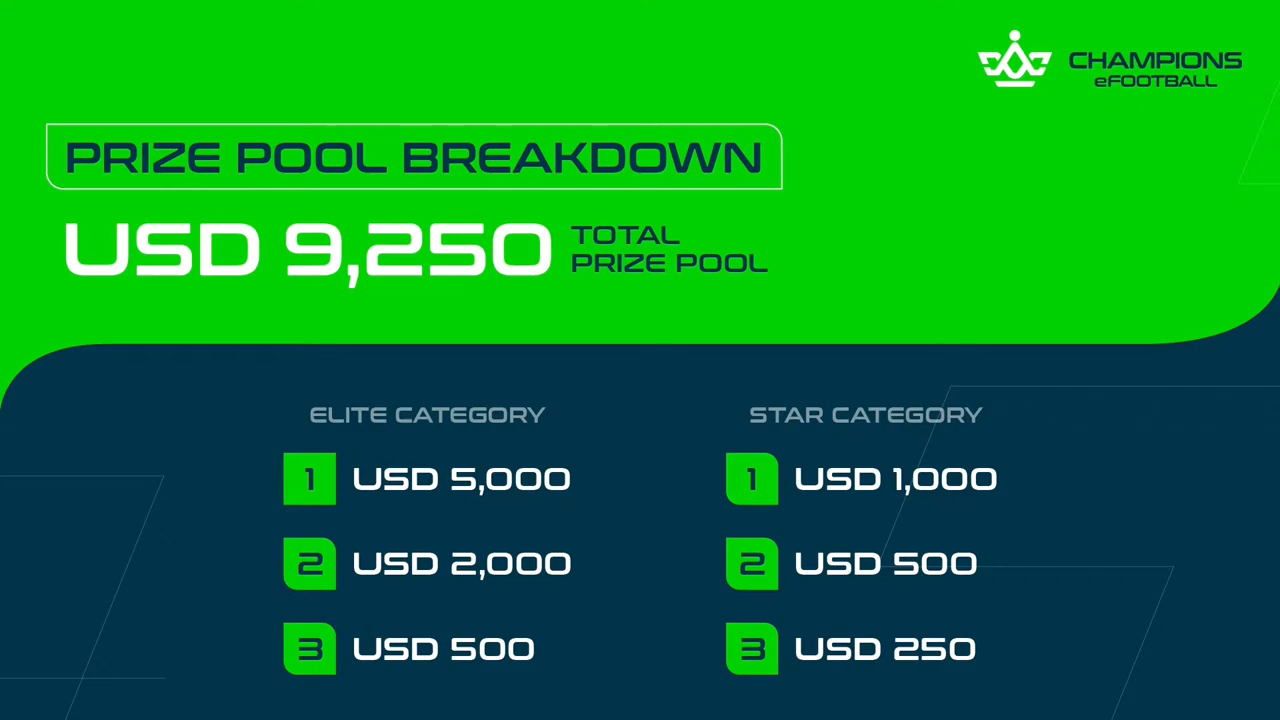 CHAMPIONS
eFOOTBALL
PRIZE POOL BREAKDOWN
USD 9,250
TOTAL
PRIZE POOL
ELITE CATEGORY
1 USD 5,000
2 USD 2,000
3 USD 500
STAR CATEGORY
1 USD 1,000
2 USD 500
3 USD 250